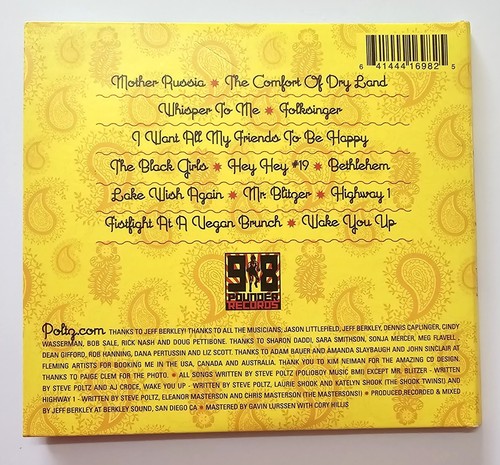 6 41444 16982 5
Mother Russia * The Comfort Of Dry Land
Whisper To Me * Folksinger
I Want All My Friends To Be Happy
The Black Girls * Hey Hey #19 * Bethlehem
Lake Wish Again * Mr. Blitzer * Highway 1
Fistfight At A Vegan Brunch * Wake You Up
98
POUNDER
RECORDS
Poltz.com THANKS TO JEFF BERKLEY! THANKS TO ALL THE MUSICIANS; JASON LITTLEFIELD, JEFF BERKLEY, DENNIS CAPLINGER, CINDY
WASSERMAN, BOB SALE, RICK NASH AND DOUG PETTIBONE. THANKS TO SHARON DADDI, SARA SMITHSON, SONJA MERCER, MEG FLAVELL,
DEAN GIFFORD, ROB HANNING, DANA PERTUSSIN AND LIZ SCOTT. THANKS TO ADAM BAUER AND AMANDA SLAYBAUGH AND JOHN SINCLAIR AT
FLEMING ARTISTS FOR BOOKING ME IN THE USA, CANADA AND AUSTRALIA. THANK YOU TO KIM NEIMAN FOR THE AMAZING CD DESIGN.
THANKS TO PAIGE CLEM FOR THE PHOTO. * ALL SONGS WRITTEN BY STEVE POLTZ (POLIOBOY MUSIC BMI) EXCEPT MR. BLITZER - WRITTEN
BY STEVE POLTZ AND AJ CROCE, WAKE YOU UP - WRITTEN BY STEVE POLTZ, LAURIE SHOOK AND KATELYN SHOOK (THE SHOOK TWINS!) AND
HIGHWAY 1 - WRITTEN BY STEVE POLTZ, ELEANOR MASTERSON AND CHRIS MASTERSON (THE MASTERSONS!) * PRODUCED, RECORDED & MIXED
BY JEFF BERKLEY AT BERKLEY SOUND, SAN DIEGO CA * MASTERED BY GAVIN LURSSEN WITH CORY HILLIS